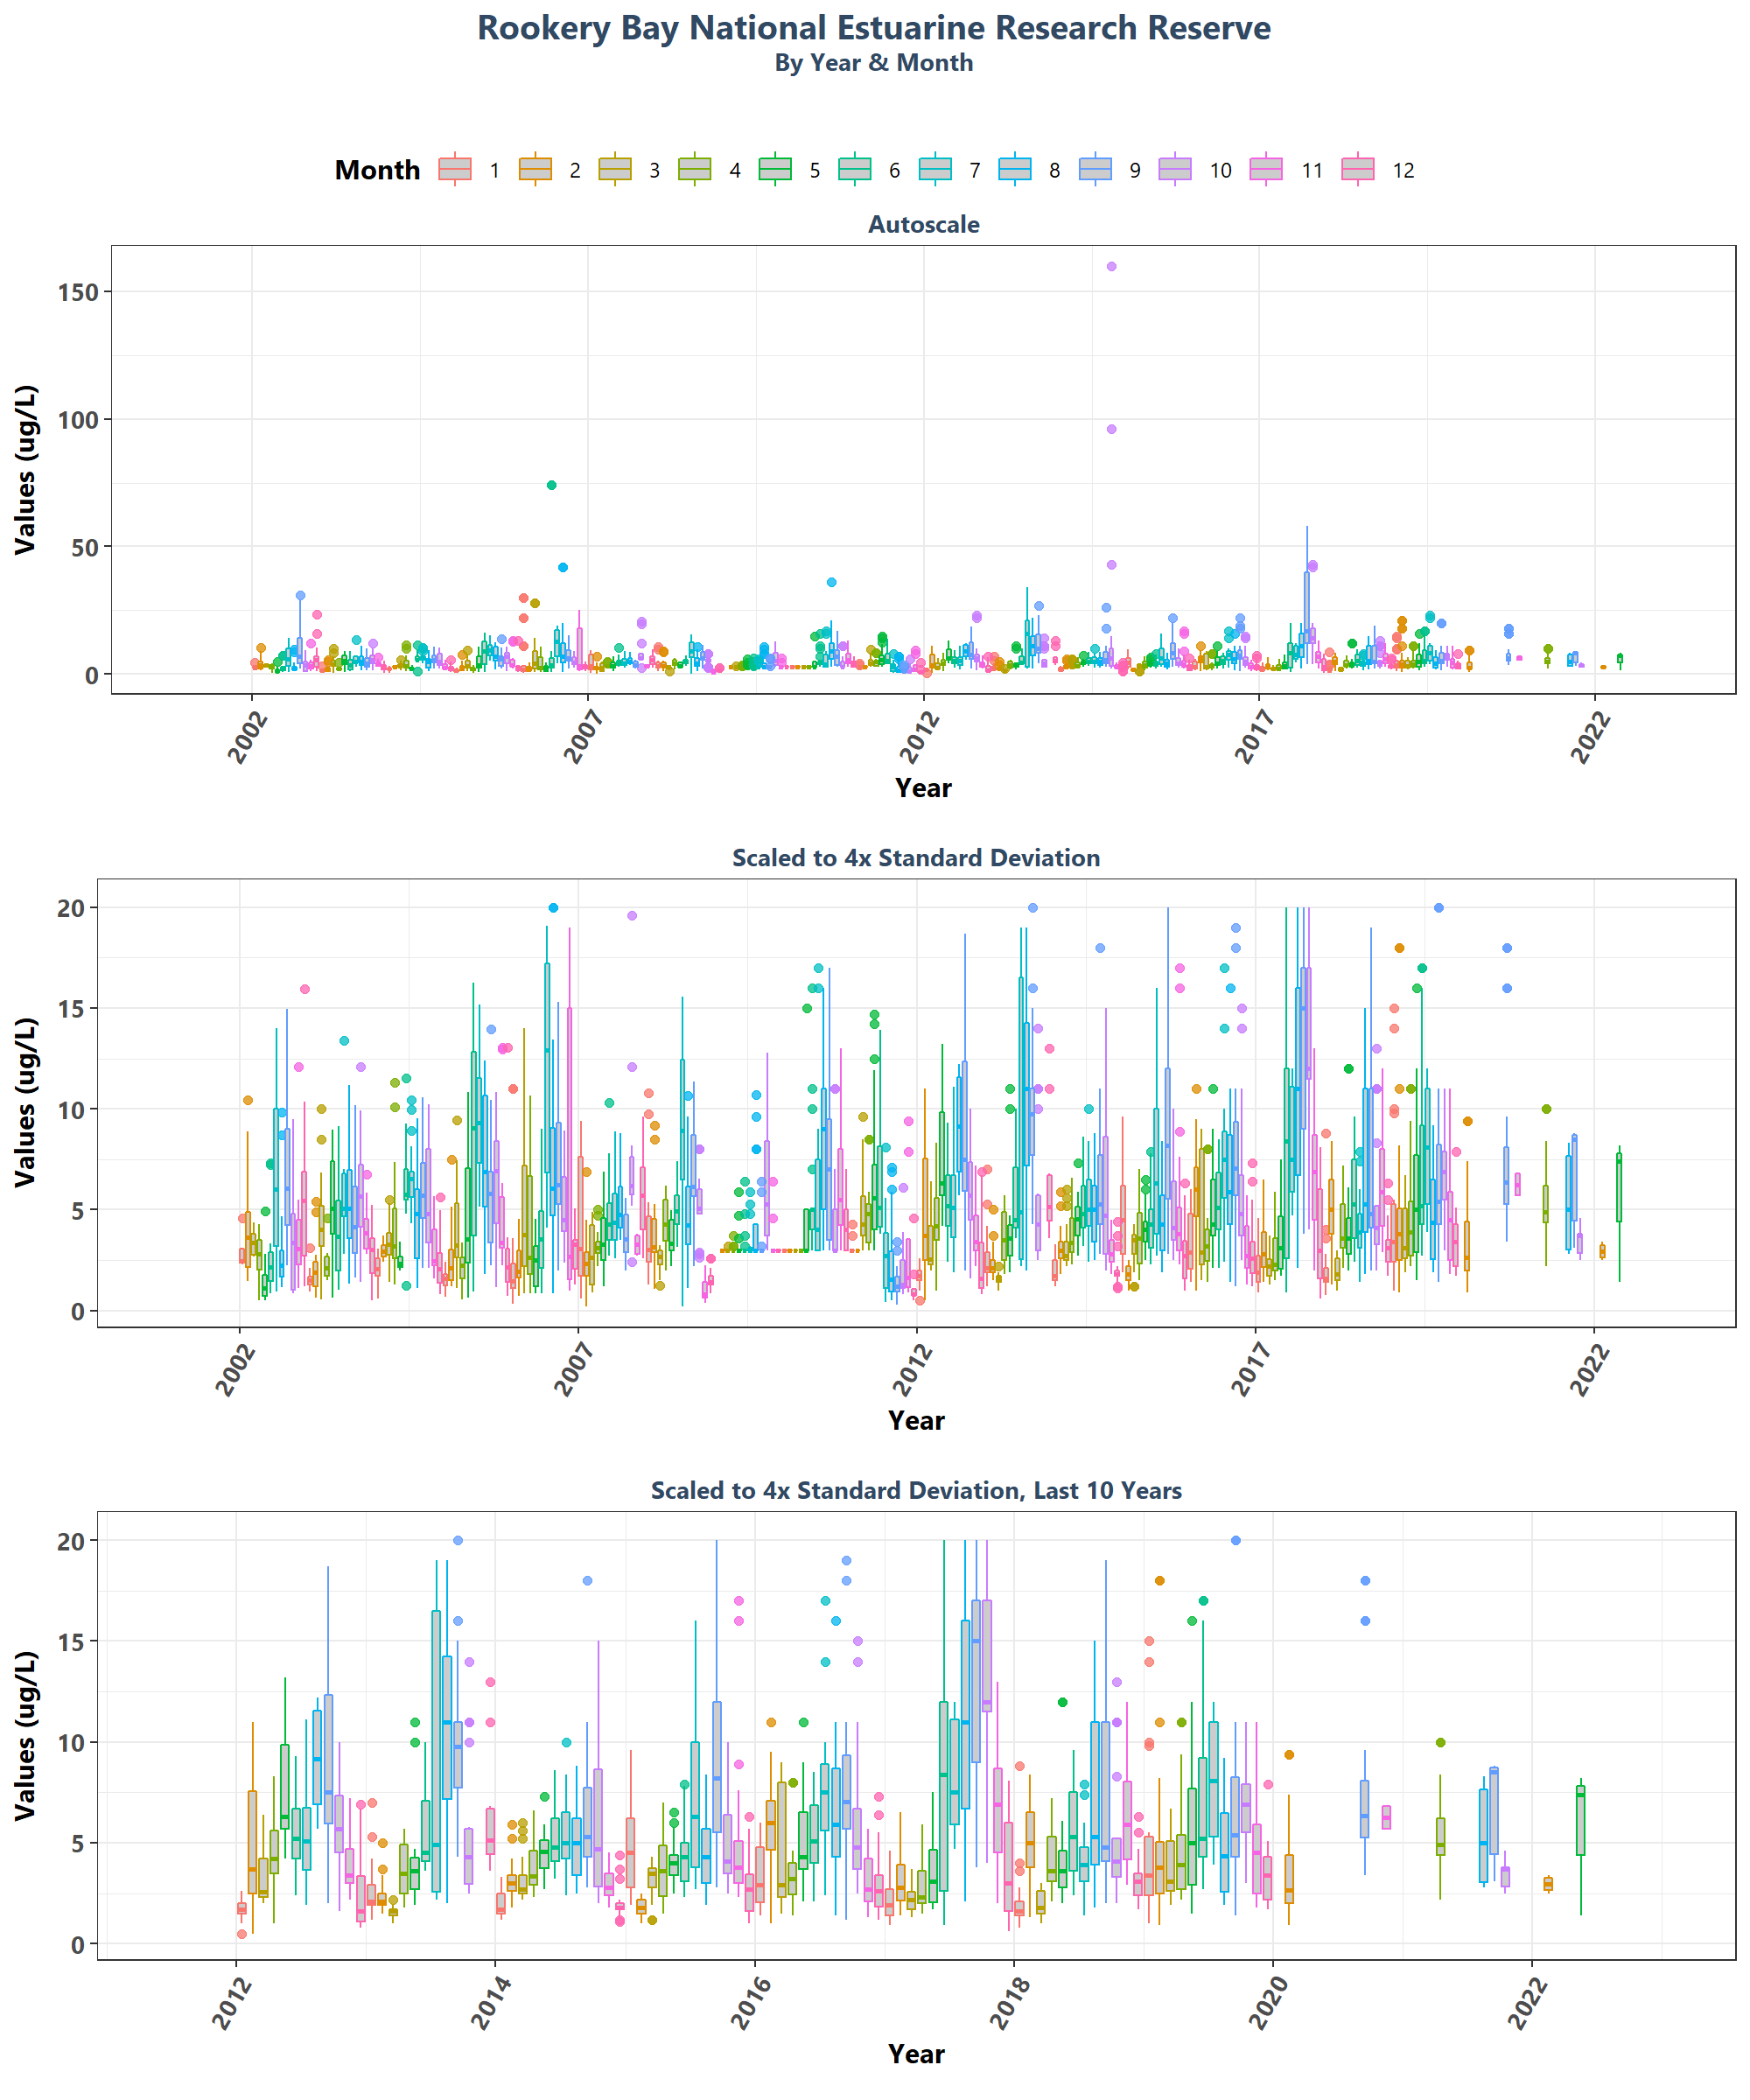 Rookery Bay National Estuarine Research Reserve
By Year & Month
Month 1 2 3 4 5 6 7 8 9 10 11 12
Autoscale
Values (ug/L)
150
100
50
0
2002 2007 2012 2017 2022
Year
Scaled to 4x Standard Deviation
Values (ug/L)
20
15
10
5
0
2002 2007 2012 2017 2022
Year
Scaled to 4x Standard Deviation, Last 10 Years
Values (ug/L)
20
15
10
5
0
2012 2014 2016 2018 2020 2022
Year